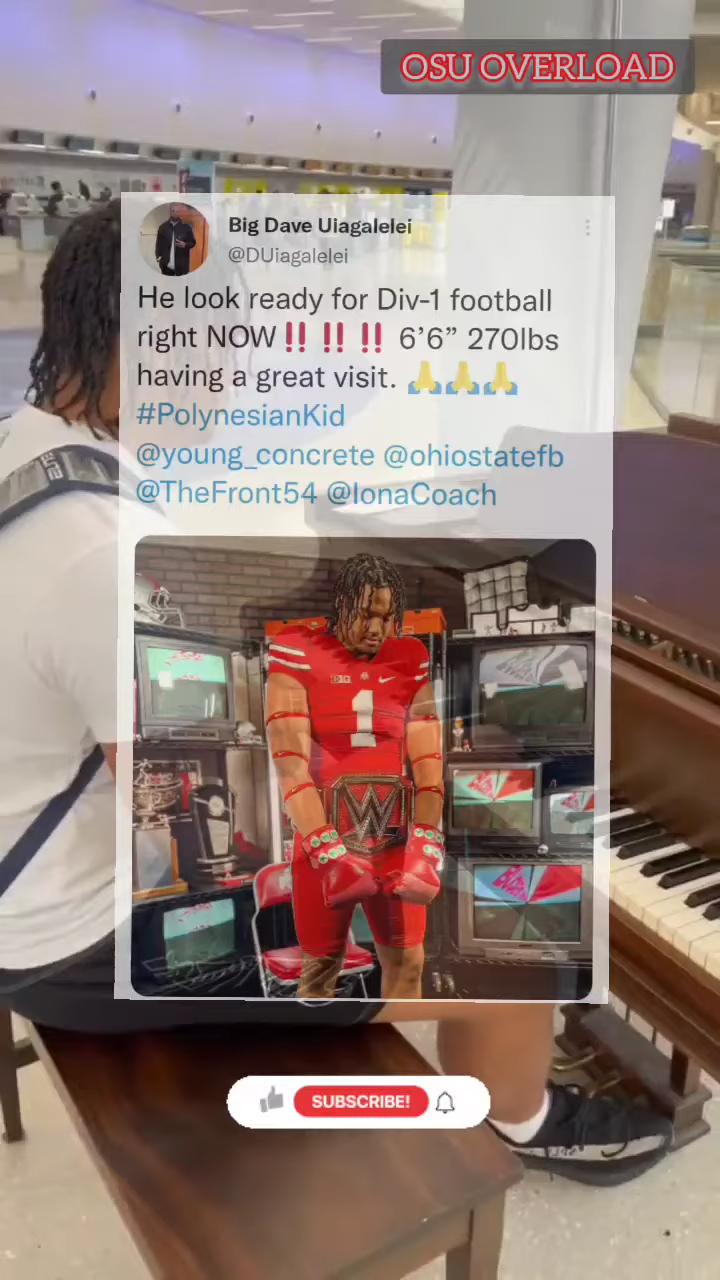 OSU OVERLOAD
Big Dave Uiagalelei
@DUiagalelei
He look ready for Div-1 football
right NOW‼️ ‼️ ‼️ 6’6” 270lbs
having a great visit. 🙏🙏🙏
#PolynesianKid
@young_concrete @ohiostatefb
@TheFront54 @IonaCoach
B1G
1
W
SUBSCRIBE!